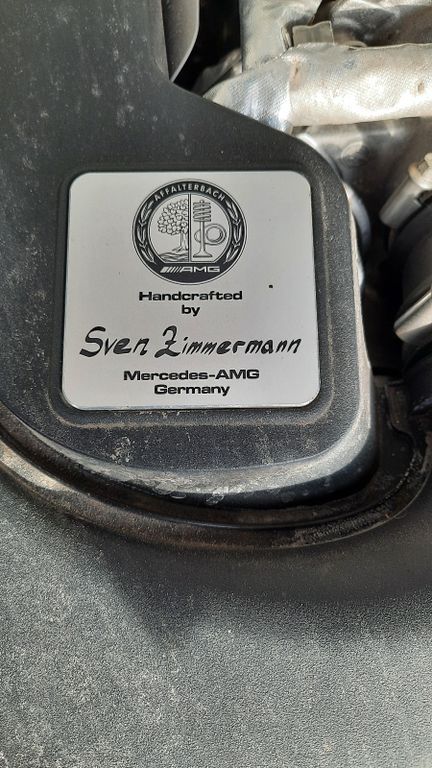 AFFALTERBACH
AMG
Handcrafted
by
Sven Zimmermann
Mercedes-AMG
Germany